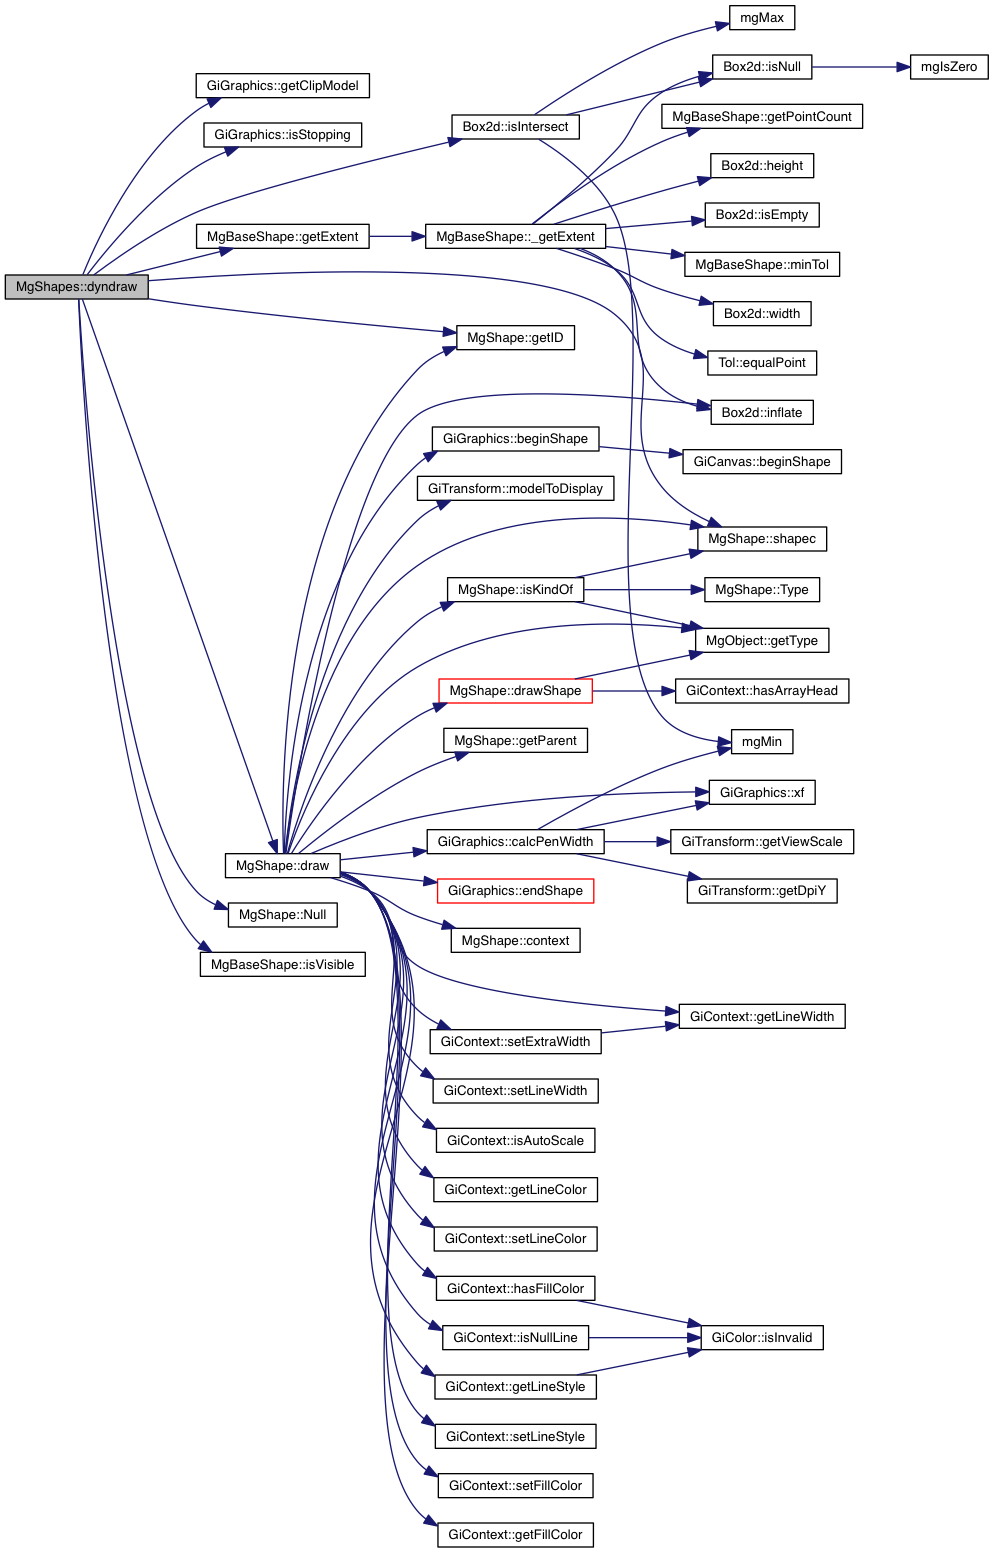 mgMax
Box2d::isNull
mgIsZero
GiGraphics::getClipModel
MgBaseShape::getPointCount
Box2d::isIntersect
GiGraphics::isStopping
Box2d::height
Box2d::isEmpty
MgBaseShape::getExtent
MgBaseShape::_getExtent
MgBaseShape::minTol
MgShapes::dyndraw
Box2d::width
MgShape::getID
Tol::equalPoint
Box2d::inflate
GiGraphics::beginShape
GiCanvas::beginShape
GiTransform::modelToDisplay
MgShape::shapec
MgShape::isKindOf
MgShape::Type
MgObject::getType
MgShape::drawShape
GiContext::hasArrayHead
MgShape::getParent
mgMin
GiGraphics::xf
GiGraphics::calcPenWidth
GiTransform::getViewScale
MgShape::draw
GiGraphics::endShape
GiTransform::getDpiY
MgShape::Null
MgShape::context
MgBaseShape::isVisible
GiContext::getLineWidth
GiContext::setExtraWidth
GiContext::setLineWidth
GiContext::isAutoScale
GiContext::getLineColor
GiContext::setLineColor
GiContext::hasFillColor
GiContext::isNullLine
GiColor::isInvalid
GiContext::getLineStyle
GiContext::setLineStyle
GiContext::setFillColor
GiContext::getFillColor